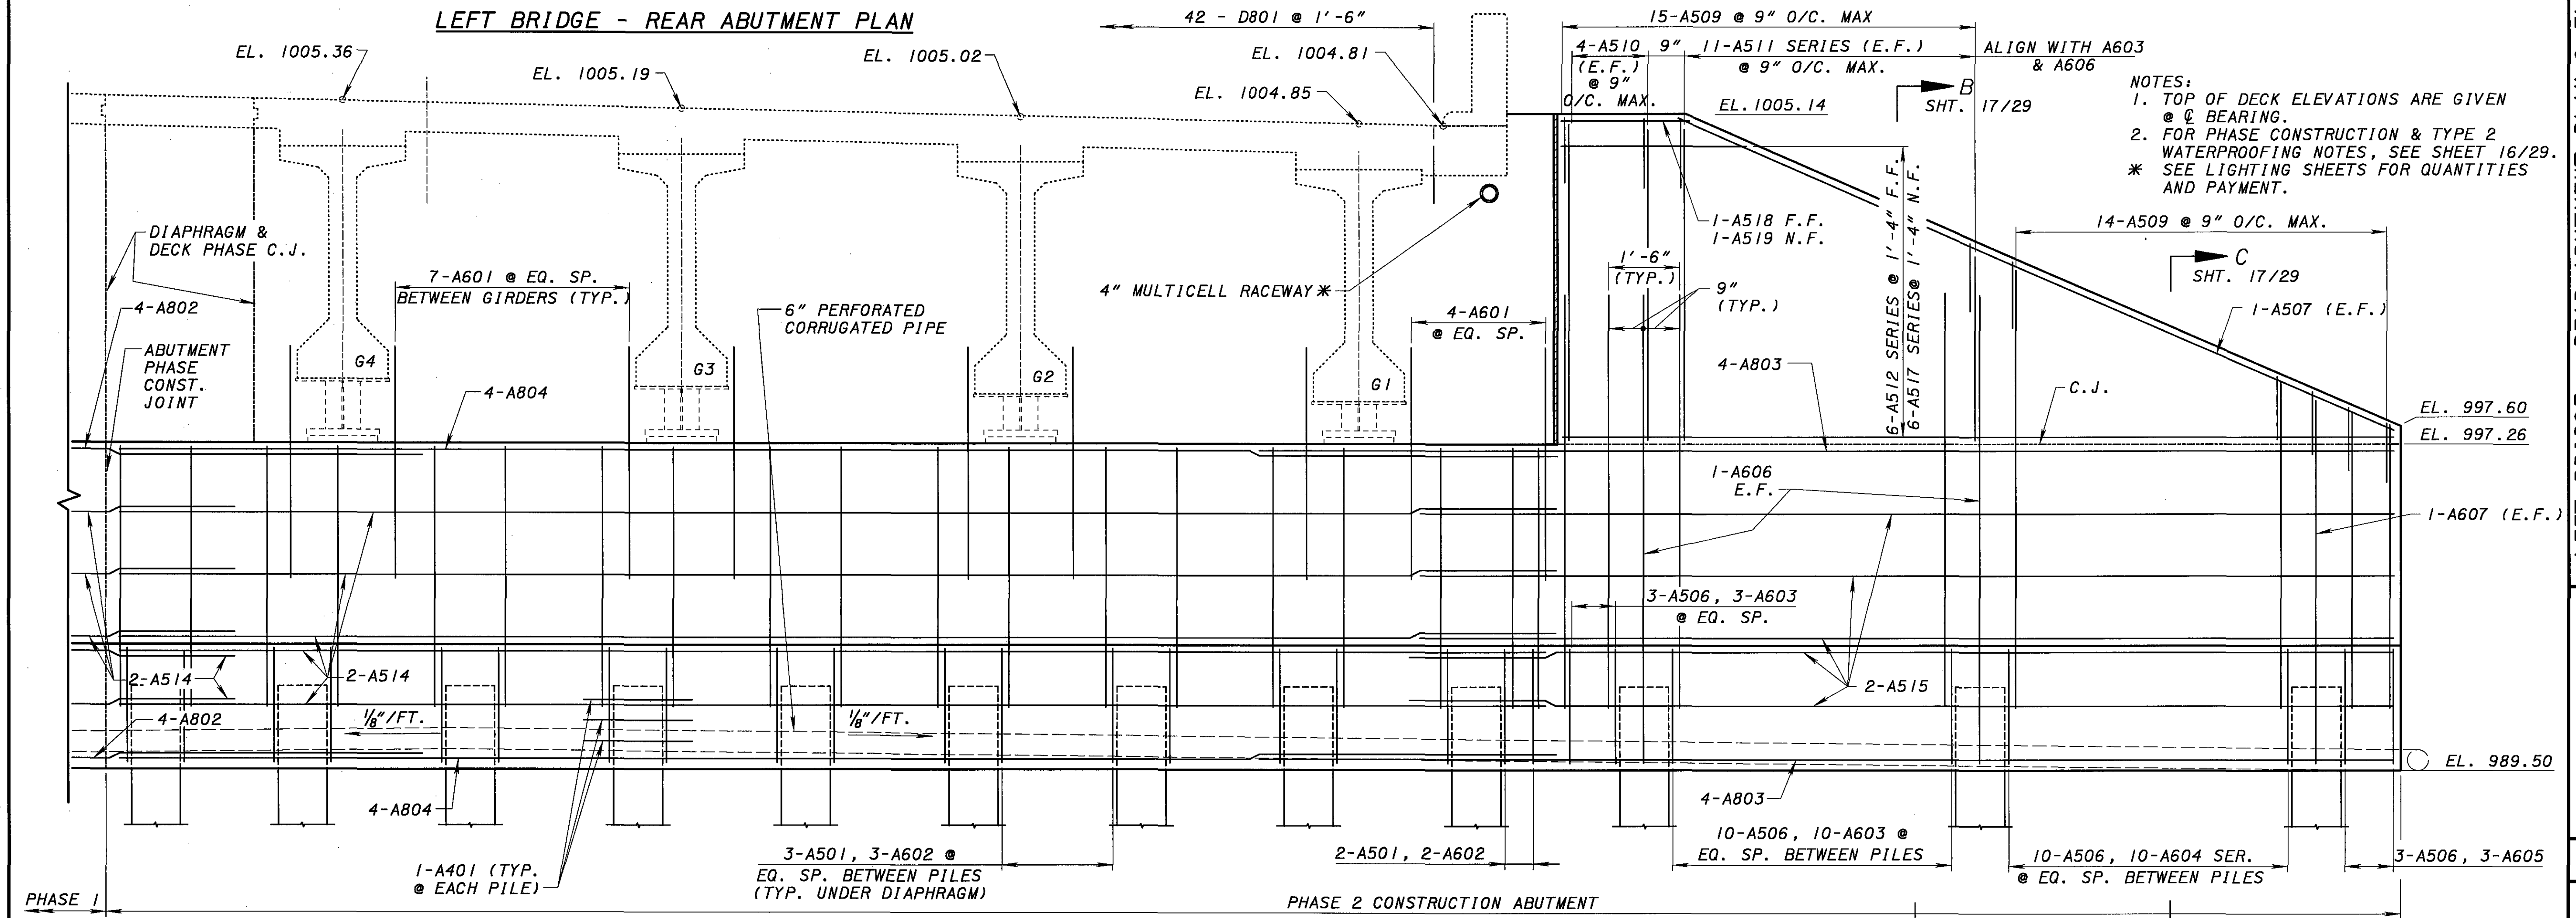 LEFT BRIDGE - REAR ABUTMENT PLAN
42 - D801 @ 1'-6"
15-A509 @ 9" O/C. MAX
4-A510
(E.F.)
@ 9"
O/C. MAX.
9"
11-A511 SERIES (E.F.)
@ 9" O/C. MAX.
ALIGN WITH A603
& A606
EL. 1005.36
EL. 1005.19
EL. 1005.02
EL. 1004.81
EL. 1004.85
EL. 1005.14
B
SHT. 17/29
NOTES:
1. TOP OF DECK ELEVATIONS ARE GIVEN
@ ℄ BEARING.
2. FOR PHASE CONSTRUCTION & TYPE 2
WATERPROOFING NOTES, SEE SHEET 16/29.
* SEE LIGHTING SHEETS FOR QUANTITIES
AND PAYMENT.
DIAPHRAGM &
DECK PHASE C.J.
7-A601 @ EQ. SP.
BETWEEN GIRDERS (TYP.)
4-A802
ABUTMENT
PHASE
CONST.
JOINT
6" PERFORATED
CORRUGATED PIPE
4" MULTICELL RACEWAY *
4-A601
@ EQ. SP.
1-A518 F.F.
1-A519 N.F.
1'-6"
(TYP.)
9"
(TYP.)
6-A512 SERIES @ 1'-4" F.F.
6-A517 SERIES @ 1'-4" N.F.
14-A509 @ 9" O/C. MAX.
C
SHT. 17/29
1-A507 (E.F.)
G4
G3
G2
G1
4-A804
4-A803
C.J.
EL. 997.60
EL. 997.26
1-A606
E.F.
1-A607 (E.F.)
3-A506, 3-A603
@ EQ. SP.
2-A514
2-A514
2-A515
4-A802
1/8"/FT.
1/8"/FT.
EL. 989.50
4-A804
4-A803
1-A401 (TYP.
@ EACH PILE)
3-A501, 3-A602 @
EQ. SP. BETWEEN PILES
(TYP. UNDER DIAPHRAGM)
2-A501, 2-A602
10-A506, 10-A603 @
EQ. SP. BETWEEN PILES
10-A506, 10-A604 SER.
@ EQ. SP. BETWEEN PILES
3-A506, 3-A605
PHASE 1
PHASE 2 CONSTRUCTION ABUTMENT